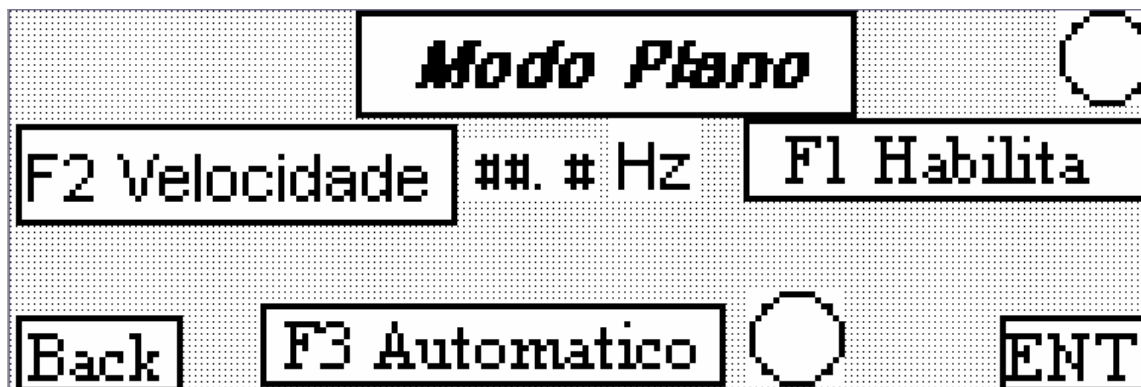 Modo Plano
F2 Velocidade ##.# Hz F1 Habilita
Back F3 Automatico ENT